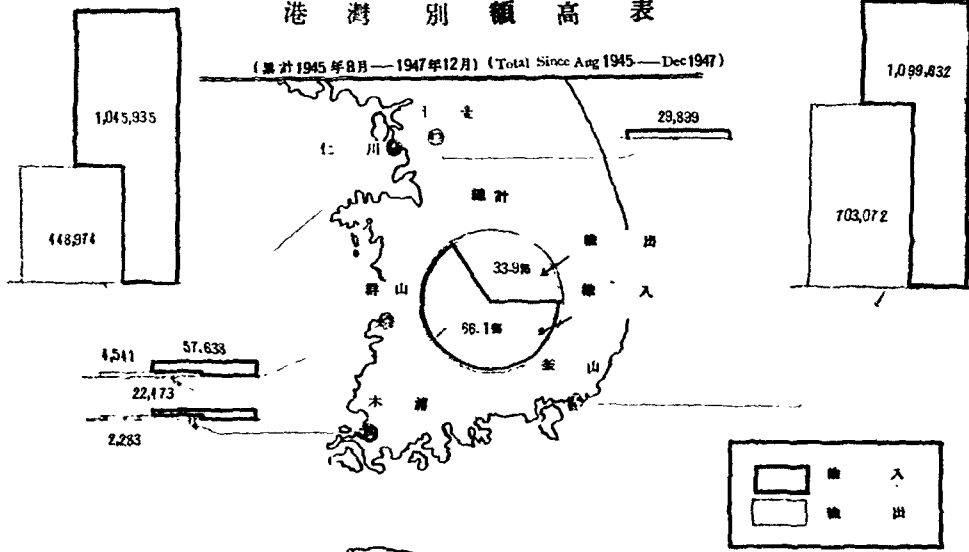 港灣別額高表
(累計1945年8月——1947年12月) (Total Since Aug 1945——Dec 1947)
1,045,935
448,974
1,099,832
703,072
29,899
仁川
總計
33.9%
66.1%
輸出
輸入
群山
釜山
木浦
4,541
57,638
22,173
2,283
輸入
輸出